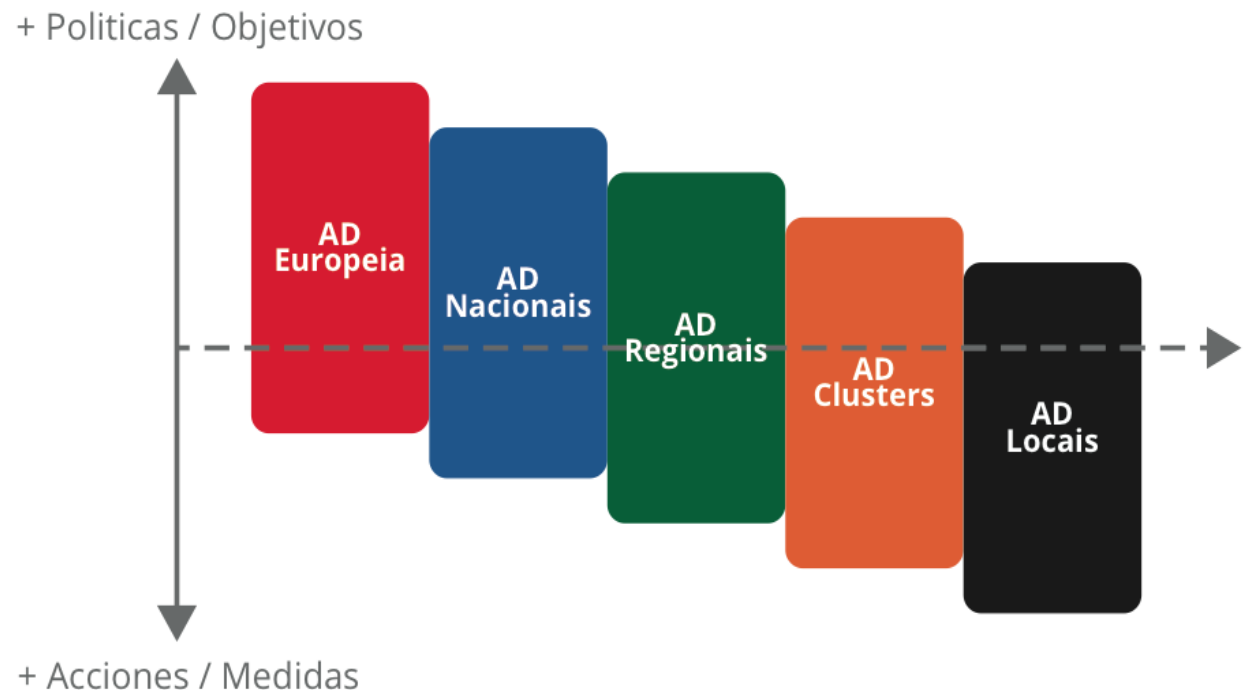 + Politicas / Objetivos
AD
Europeia
AD
Nacionais
AD
Regionais
AD
Clusters
AD
Locais
+ Acciones / Medidas